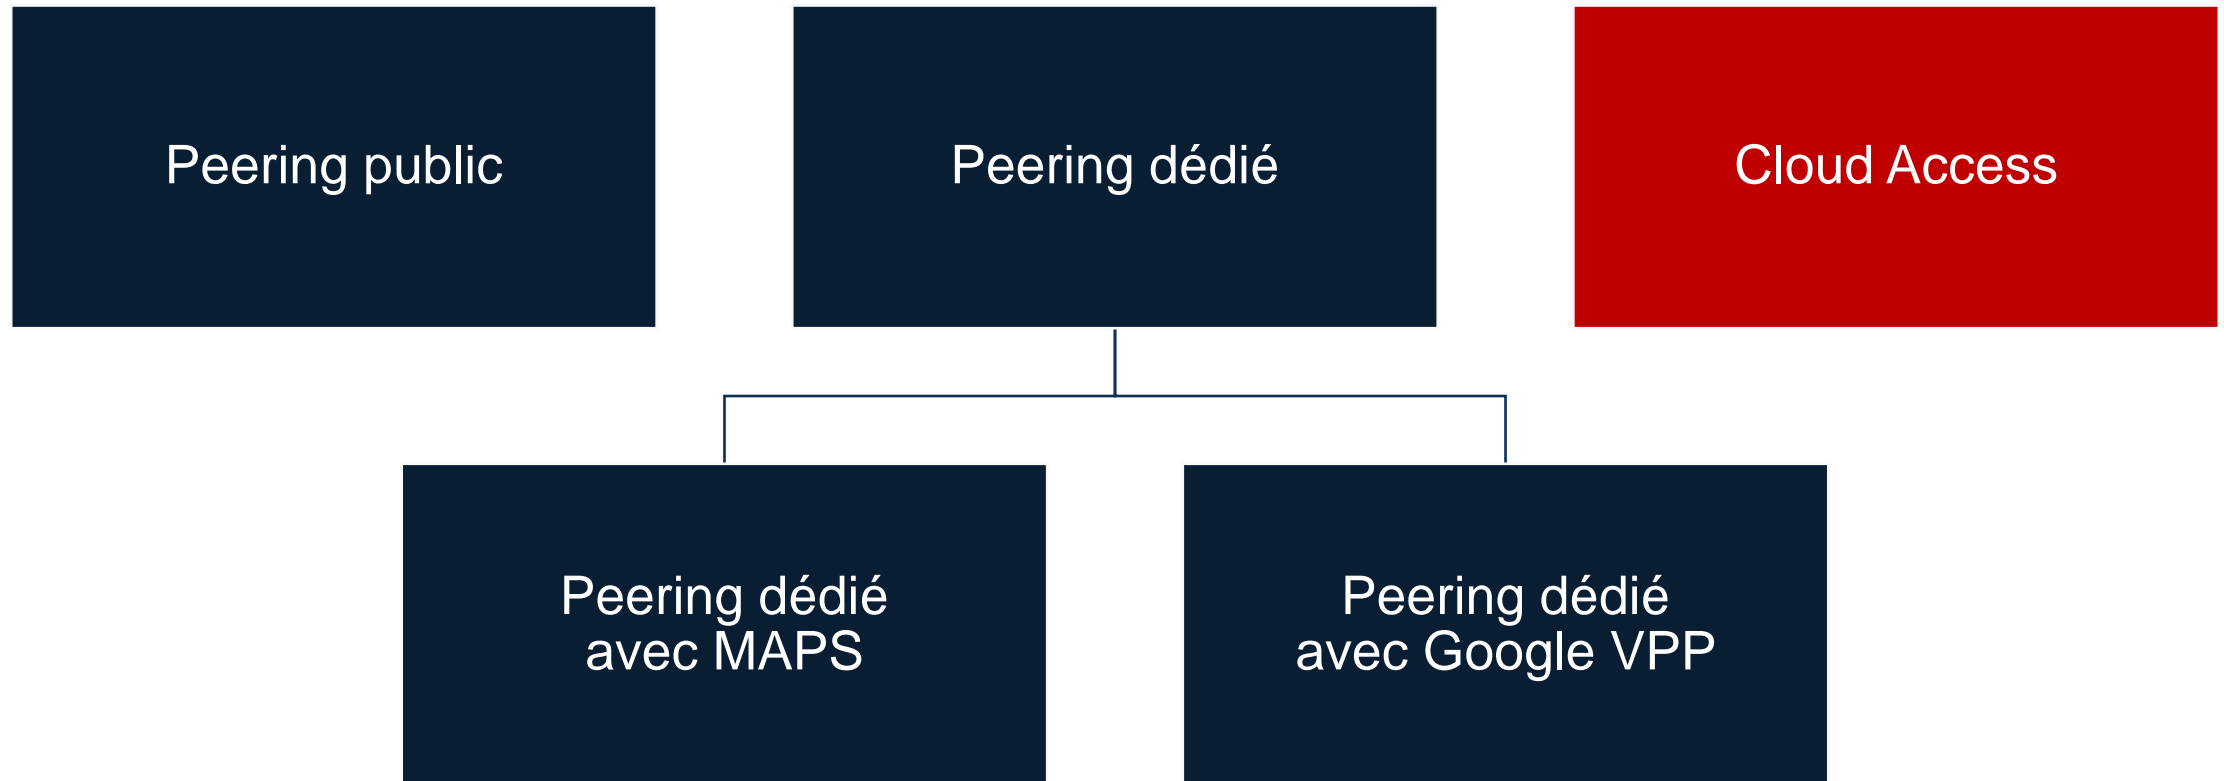 Peering public
Peering dédié
Cloud Access
Peering dédié
avec MAPS
Peering dédié
avec Google VPP